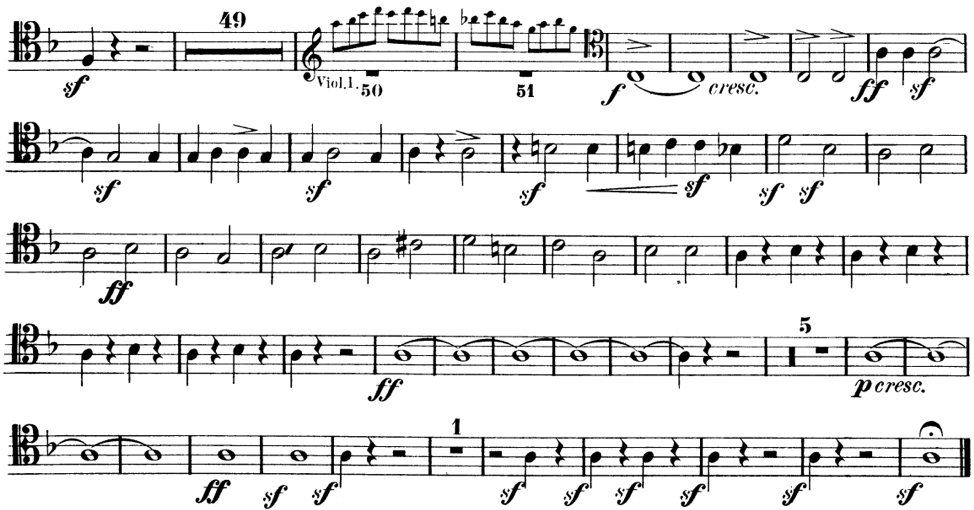 49
sf Viol.1. 50 51 f cresc. ff sf
sf sf sf sf sf sf
ff
5
ff p cresc.
1
ff sf sf sf sf sf sf sf sf